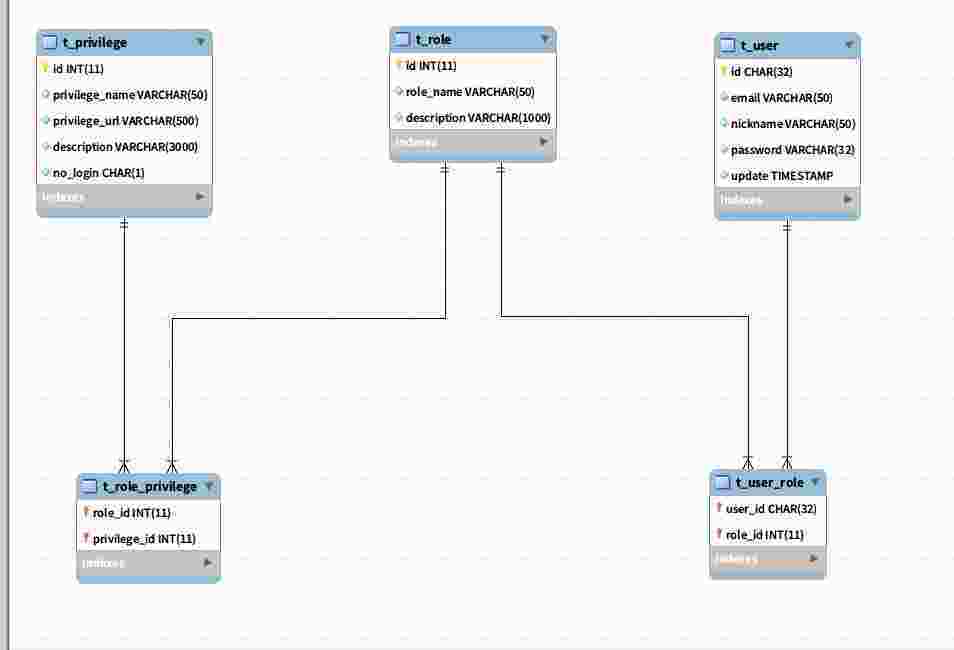 t_privilege
id INT(11)
privilege_name VARCHAR(50)
privilege_url VARCHAR(500)
description VARCHAR(3000)
no_login CHAR(1)
Indexes
t_role
id INT(11)
role_name VARCHAR(50)
description VARCHAR(1000)
Indexes
t_user
id CHAR(32)
email VARCHAR(50)
nickname VARCHAR(50)
password VARCHAR(32)
update TIMESTAMP
Indexes
t_role_privilege
role_id INT(11)
privilege_id INT(11)
Indexes
t_user_role
user_id CHAR(32)
role_id INT(11)
Indexes